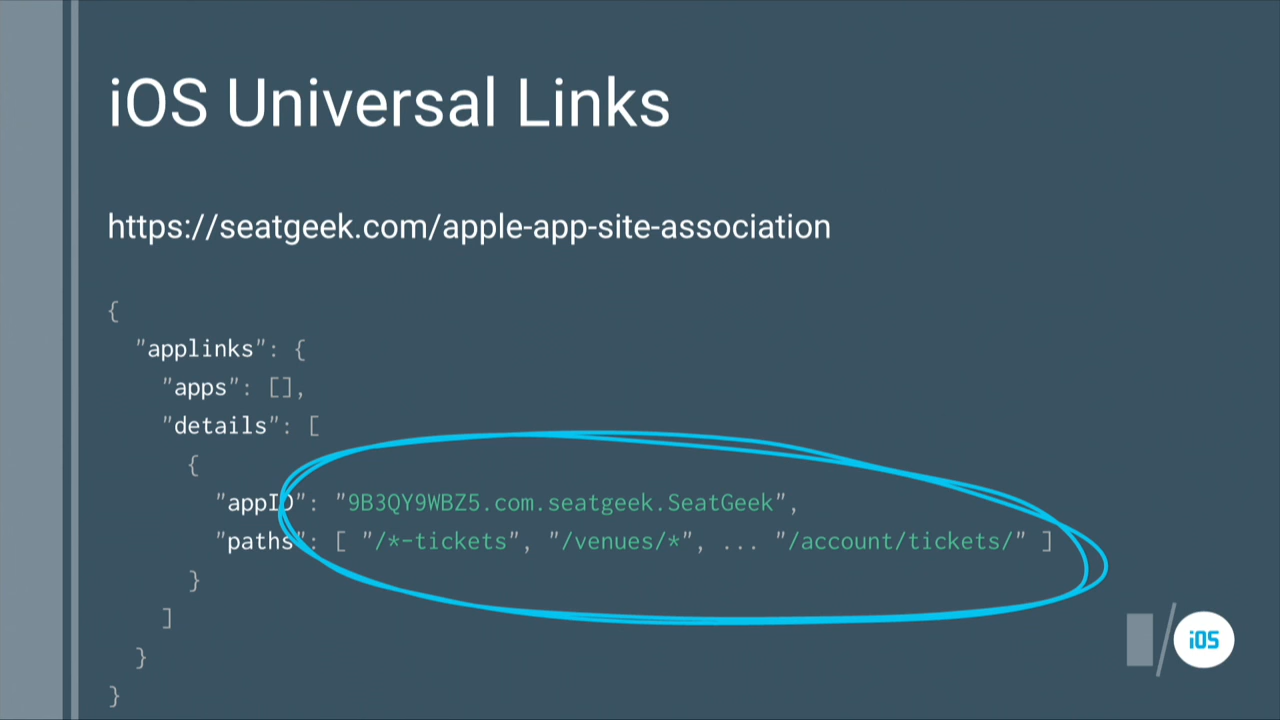 iOS Universal Links
https://seatgeek.com/apple-app-site-association
{
"applinks": {
"apps": [],
"details": [
{
"appID": "9B3QY9WBZ5.com.seatgeek.SeatGeek",
"paths": [ "/*-tickets", "/venues/*", ... "/account/tickets/" ]
}
]
}
}
iOS